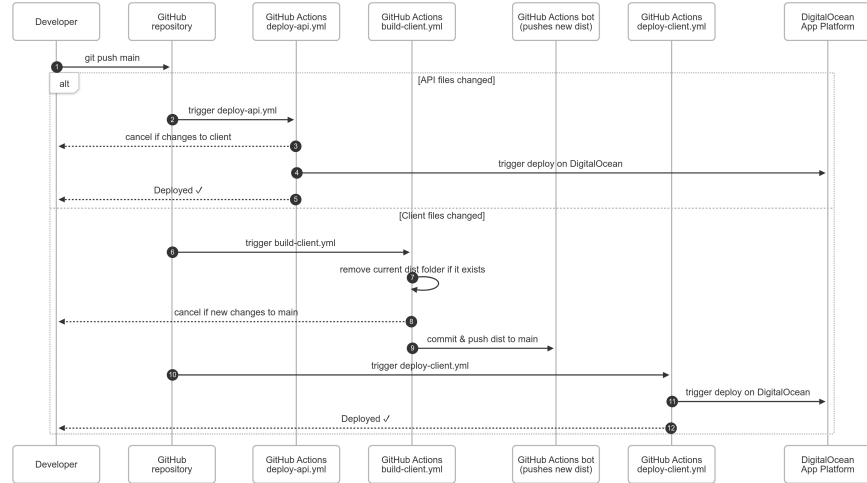 Developer
GitHub
repository
GitHub Actions
deploy-api.yml
GitHub Actions
build-client.yml
GitHub Actions bot
(pushes new dist)
GitHub Actions
deploy-client.yml
DigitalOcean
App Platform
1
git push main
alt
[API files changed]
2
trigger deploy-api.yml
cancel if changes to client
3
4
trigger deploy on DigitalOcean
Deployed ✓
5
[Client files changed]
6
trigger build-client.yml
remove current dist folder if it exists
7
cancel if new changes to main
8
9
commit & push dist to main
10
trigger deploy-client.yml
11
trigger deploy on DigitalOcean
Deployed ✓
12
Developer
GitHub
repository
GitHub Actions
deploy-api.yml
GitHub Actions
build-client.yml
GitHub Actions bot
(pushes new dist)
GitHub Actions
deploy-client.yml
DigitalOcean
App Platform